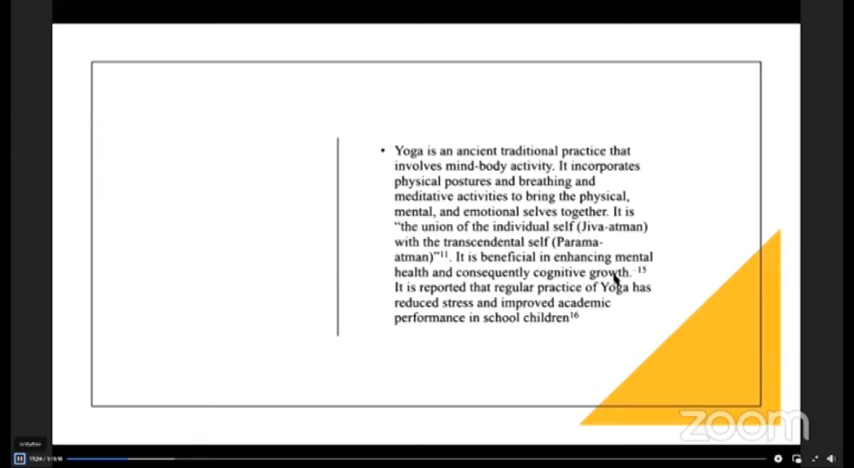 • Yoga is an ancient traditional practice that
involves mind-body activity. It incorporates
physical postures and breathing and
meditative activities to bring the physical,
mental, and emotional selves together. It is
“the union of the individual self (Jiva-atman)
with the transcendental self (Parama-
atman)”¹¹. It is beneficial in enhancing mental
health and consequently cognitive growth. ⁻¹⁵
It is reported that regular practice of Yoga has
reduced stress and improved academic
performance in school children¹⁶
zoom